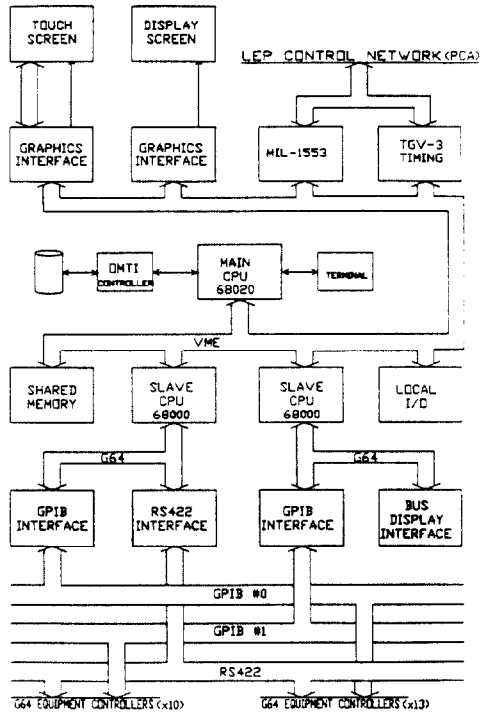 TOUCH
SCREEN
DISPLAY
SCREEN
LEP CONTROL NETWORK (PCA)
GRAPHICS
INTERFACE
GRAPHICS
INTERFACE
MIL-1553
TGV-3
TIMING
OMTI
CONTROLLER
MAIN
CPU
68020
TERMINAL
VME
SHARED
MEMORY
SLAVE
CPU
68000
SLAVE
CPU
68000
LOCAL
I/O
G64
G64
GPIB
INTERFACE
RS422
INTERFACE
GPIB
INTERFACE
BUS
DISPLAY
INTERFACE
GPIB #0
GPIB #1
RS422
G64 EQUIPMENT CONTROLLERS (x10)
G64 EQUIPMENT CONTROLLERS (x13)